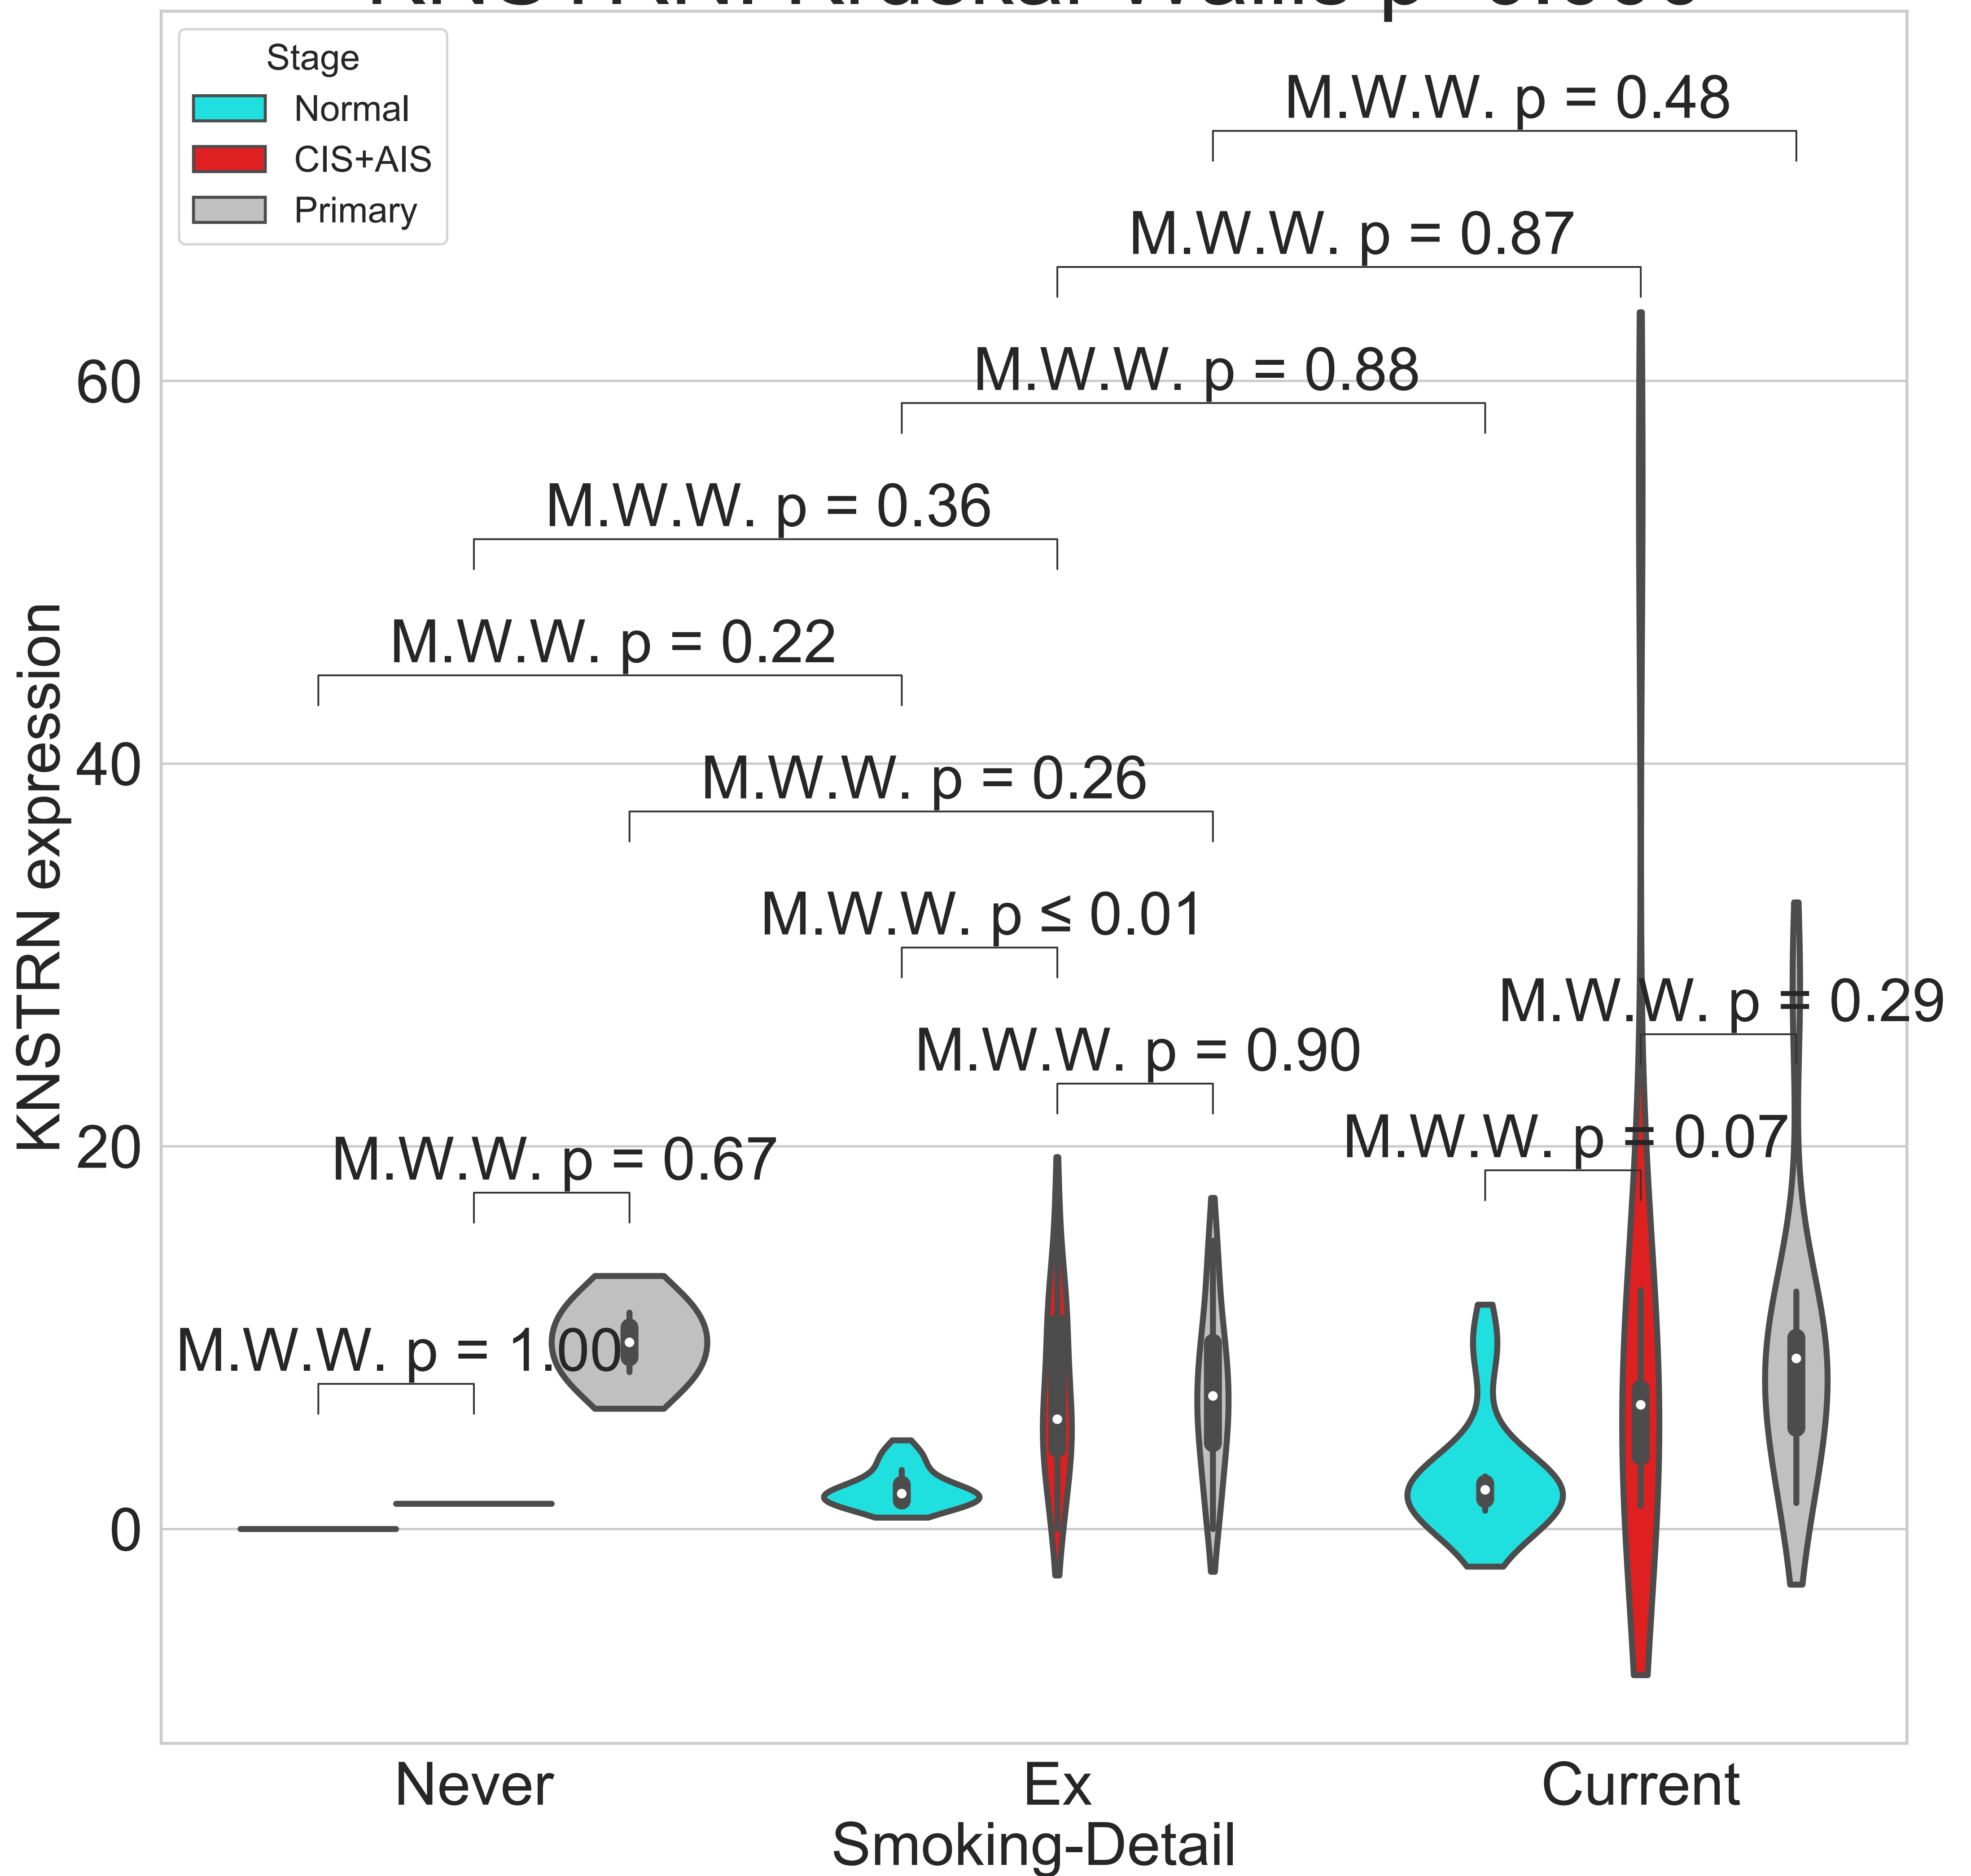 Stage
Normal
CIS+AIS
Primary
M.W.W. p = 0.48
M.W.W. p = 0.87
M.W.W. p = 0.88
M.W.W. p = 0.36
M.W.W. p = 0.22
M.W.W. p = 0.26
M.W.W. p ≤ 0.01
M.W.W. p = 0.29
M.W.W. p = 0.90
M.W.W. p = 0.07
M.W.W. p = 0.67
M.W.W. p = 1.00
KNSTRN expression
60
40
20
0
Never Ex Current
Smoking-Detail